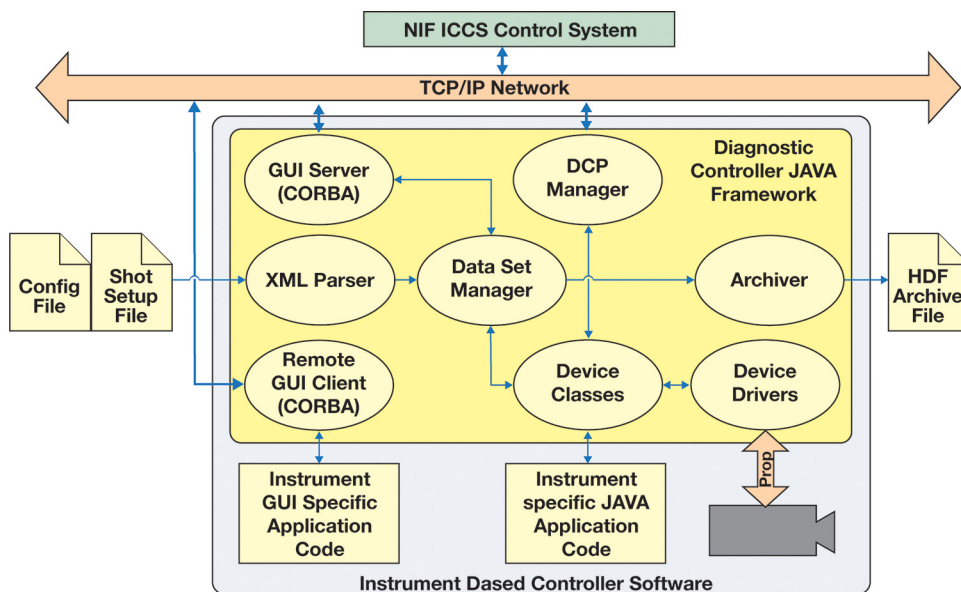 NIF ICCS Control System
TCP/IP Network
GUI Server
(CORBA)
DCP
Manager
Diagnostic
Controller JAVA
Framework
Config
File
Shot
Setup
File
XML Parser
Data Set
Manager
Archiver
HDF
Archive
File
Remote
GUI Client
(CORBA)
Device
Classes
Device
Drivers
Prop
Instrument
GUI Specific
Application
Code
Instrument
specific JAVA
Application
Code
Instrument Dased Controller Software